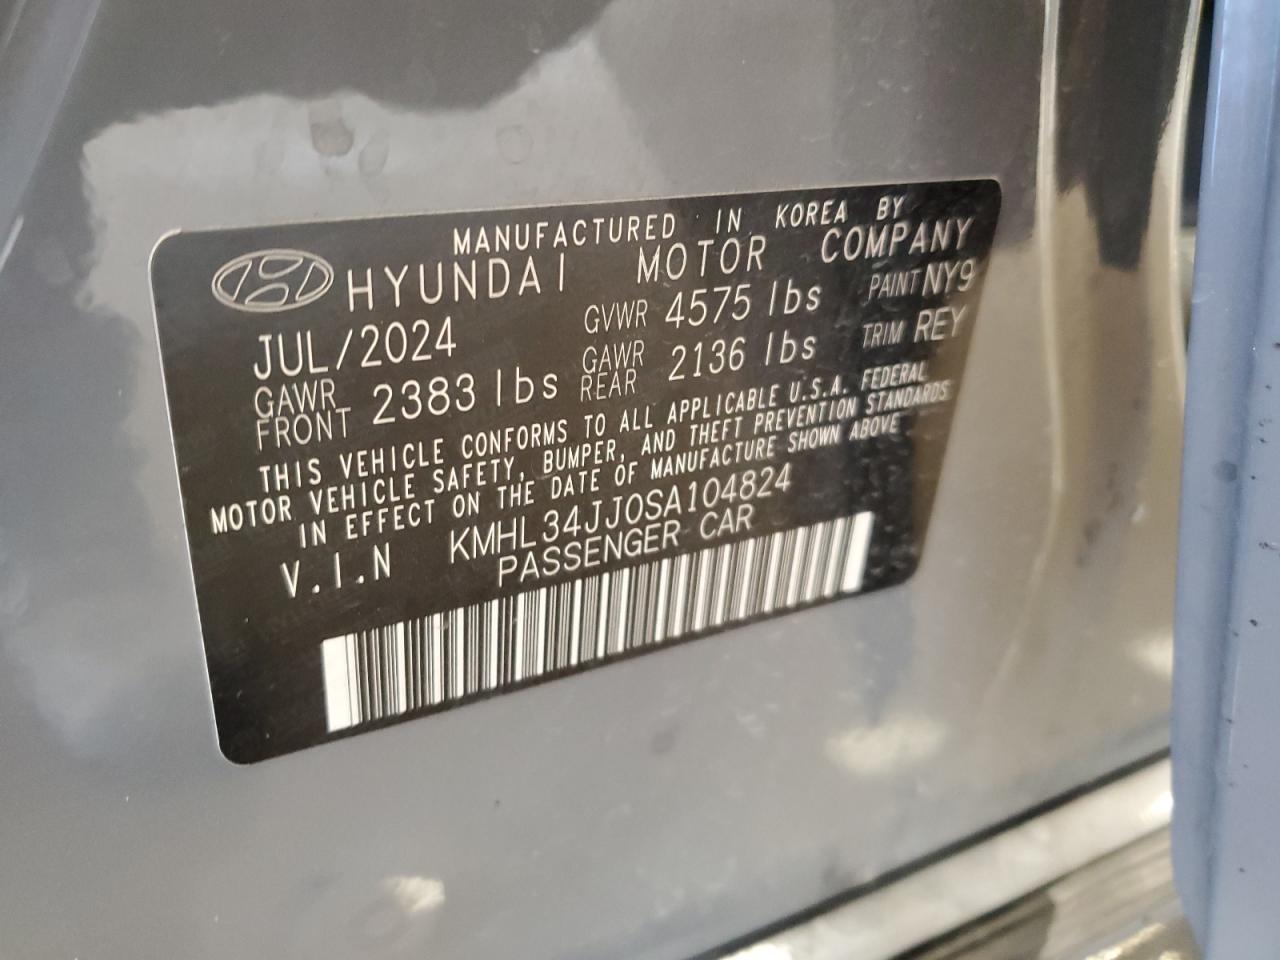 MANUFACTURED IN KOREA BY
HYUNDAI MOTOR COMPANY
JUL/2024 GVWR 4575 lbs PAINT NY9
GAWR FRONT 2383 lbs GAWR REAR 2136 lbs TRIM REY
THIS VEHICLE CONFORMS TO ALL APPLICABLE U.S.A. FEDERAL
MOTOR VEHICLE SAFETY, BUMPER, AND THEFT PREVENTION STANDARDS
IN EFFECT ON THE DATE OF MANUFACTURE SHOWN ABOVE
V.I.N KMHL34JJ0SA104824
PASSENGER CAR